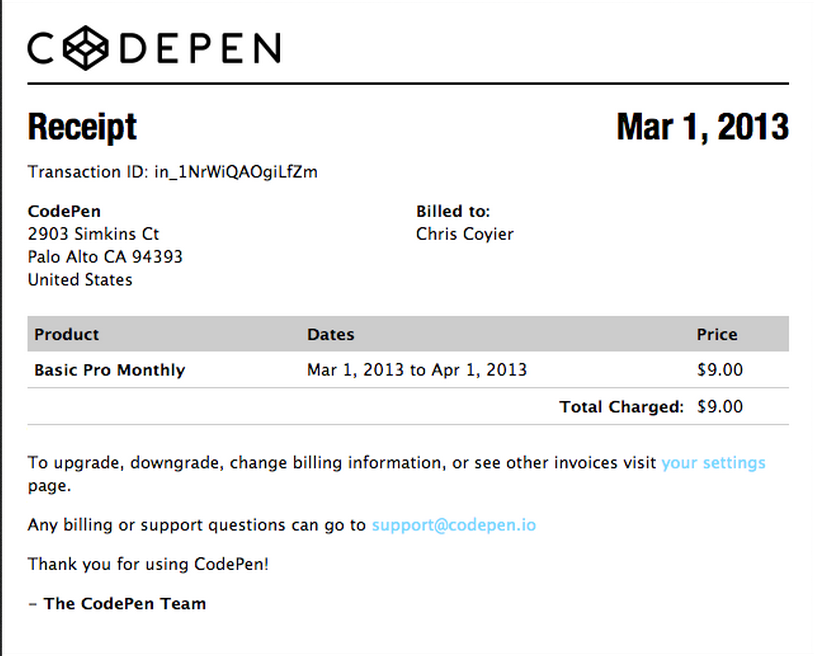 CODEPEN
Receipt Mar 1, 2013
Transaction ID: in_1NrWiQAOgiLfZm
CodePen Billed to:
2903 Simkins Ct Chris Coyier
Palo Alto CA 94393
United States
Product Dates Price
Basic Pro Monthly Mar 1, 2013 to Apr 1, 2013 $9.00
Total Charged: $9.00
To upgrade, downgrade, change billing information, or see other invoices visit your settings
page.
Any billing or support questions can go to support@codepen.io
Thank you for using CodePen!
– The CodePen Team